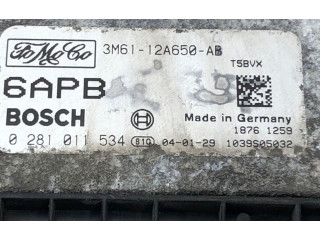 FoMoCo 3M61-12A650-AB
T5BVX
6APB
BOSCH
Made in Germany
1876 1259
0 281 011 534 810 04-01-29 1039S05032